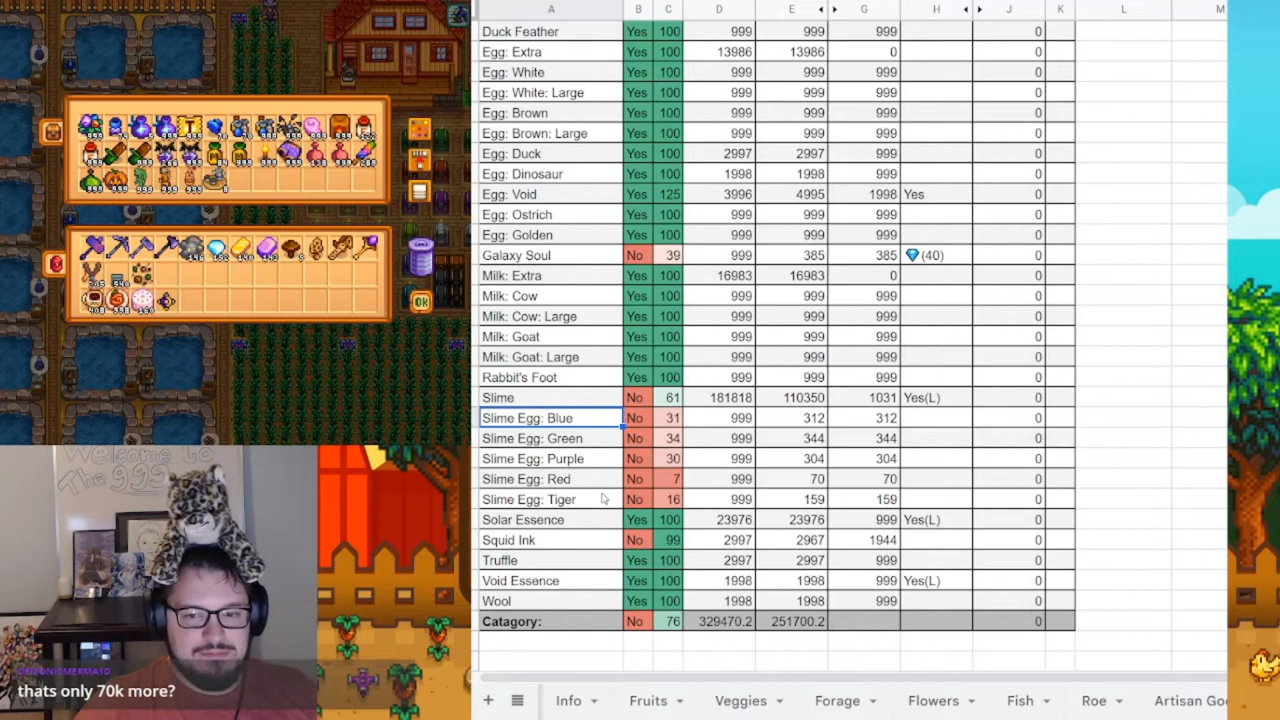 A B C D E G H J K L M
Duck Feather Yes 100 999 999 999 0
Egg: Extra Yes 100 13986 13986 0 0
Egg: White Yes 100 999 999 999 0
Egg: White: Large Yes 100 999 999 999 0
Egg: Brown Yes 100 999 999 999 0
Egg: Brown: Large Yes 100 999 999 999 0
Egg: Duck Yes 100 2997 2997 999 0
Egg: Dinosaur Yes 100 1998 1998 999 0
Egg: Void Yes 125 3996 4995 1998 Yes 0
Egg: Ostrich Yes 100 999 999 999 0
Egg: Golden Yes 100 999 999 999 0
Galaxy Soul No 39 999 385 385 (40) 0
Milk: Extra Yes 100 16983 16983 0 0
Milk: Cow Yes 100 999 999 999 0
Milk: Cow: Large Yes 100 999 999 999 0
Milk: Goat Yes 100 999 999 999 0
Milk: Goat: Large Yes 100 999 999 999 0
Rabbit's Foot Yes 100 999 999 999 0
Slime No 61 181818 110350 1031 Yes(L) 0
Slime Egg: Blue No 31 999 312 312 0
Slime Egg: Green No 34 999 344 344 0
Slime Egg: Purple No 30 999 304 304 0
Slime Egg: Red No 7 999 70 70 0
Slime Egg: Tiger No 16 999 159 159 0
Solar Essence Yes 100 23976 23976 999 Yes(L) 0
Squid Ink No 99 2997 2967 1944 0
Truffle Yes 100 2997 2997 999 0
Void Essence Yes 100 1998 1998 999 Yes(L) 0
Wool Yes 100 1998 1998 999 0
Catagory: No 76 329470.2 251700.2 0
+ Info Fruits Veggies Forage Flowers Fish Roe Artisan Goo
OK
Welcome
to
The 999
thats only 70k more?